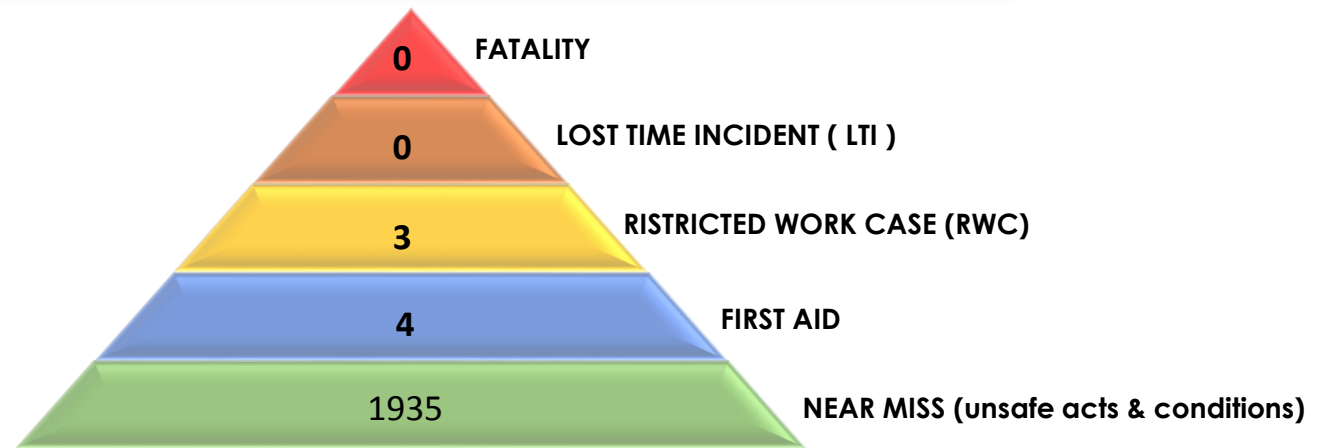 0 FATALITY
0 LOST TIME INCIDENT ( LTI )
3 RISTRICTED WORK CASE (RWC)
4 FIRST AID
1935 NEAR MISS (unsafe acts & conditions)